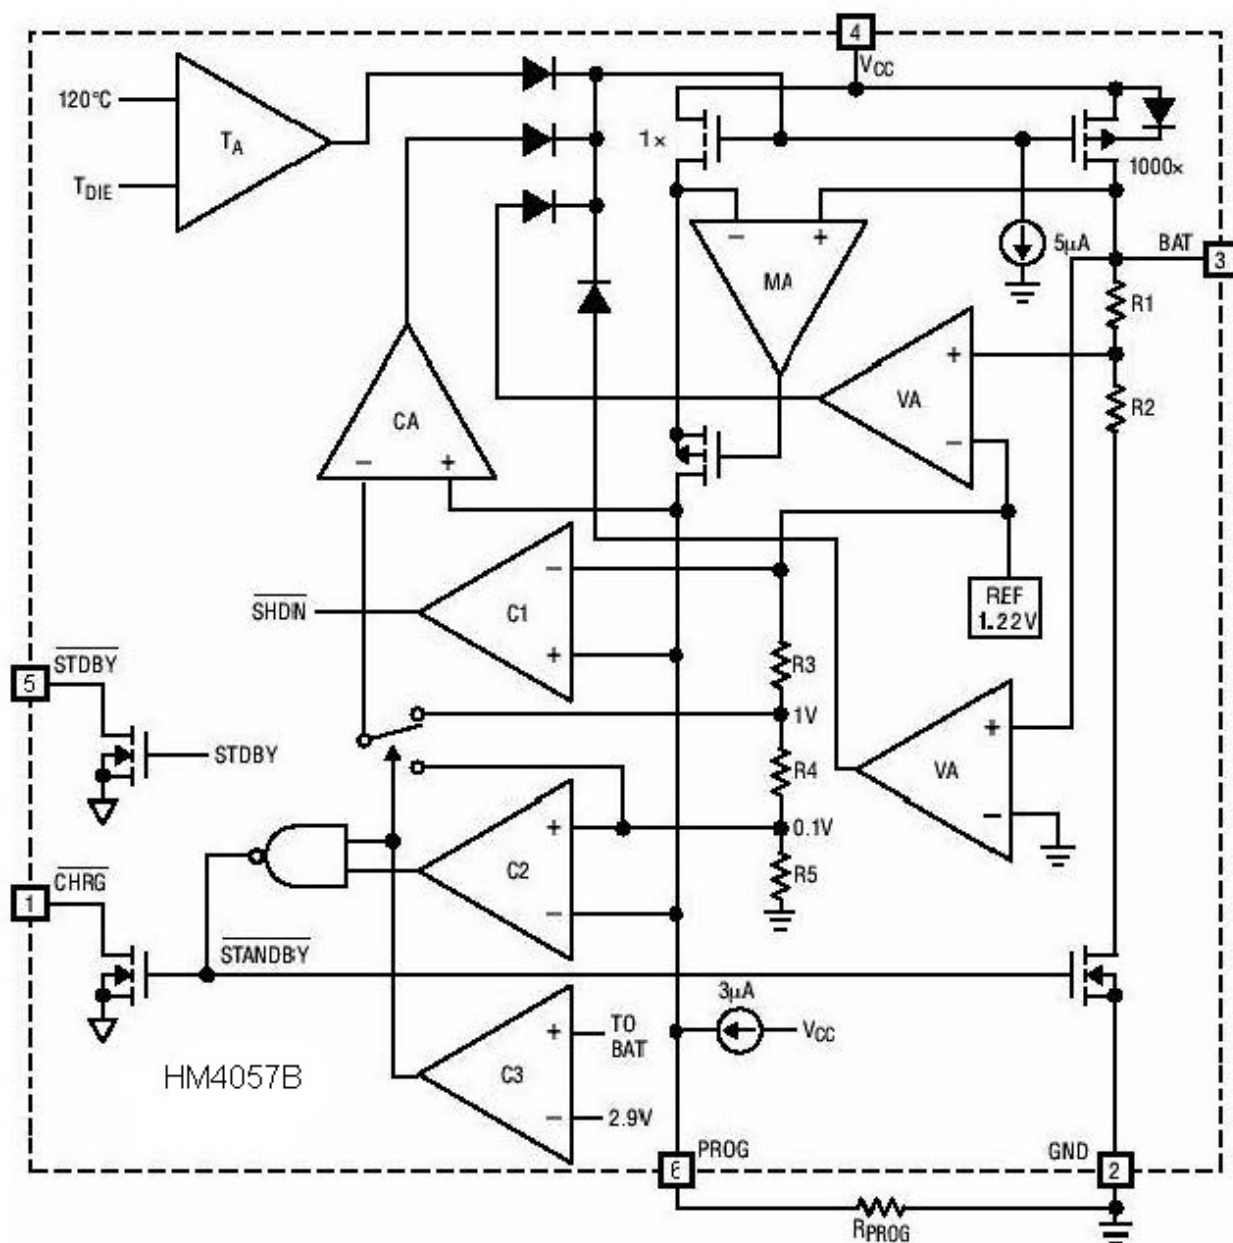 4
VCC
120°C
TA
TDIE
1×
1000×
− +
MA
5µA
BAT
3
R1
+
VA
−
R2
CA
− +
REF
1.22V
−
C1
+
SHDN
R3
5
STDBY
STDBY
1V
R4
+
VA
−
0.1V
+
C2
−
R5
1
CHRG
STANDBY
3µA
VCC
+
TO
BAT
C3
−
2.9V
HM4057B
PROG
6
GND
2
RPROG